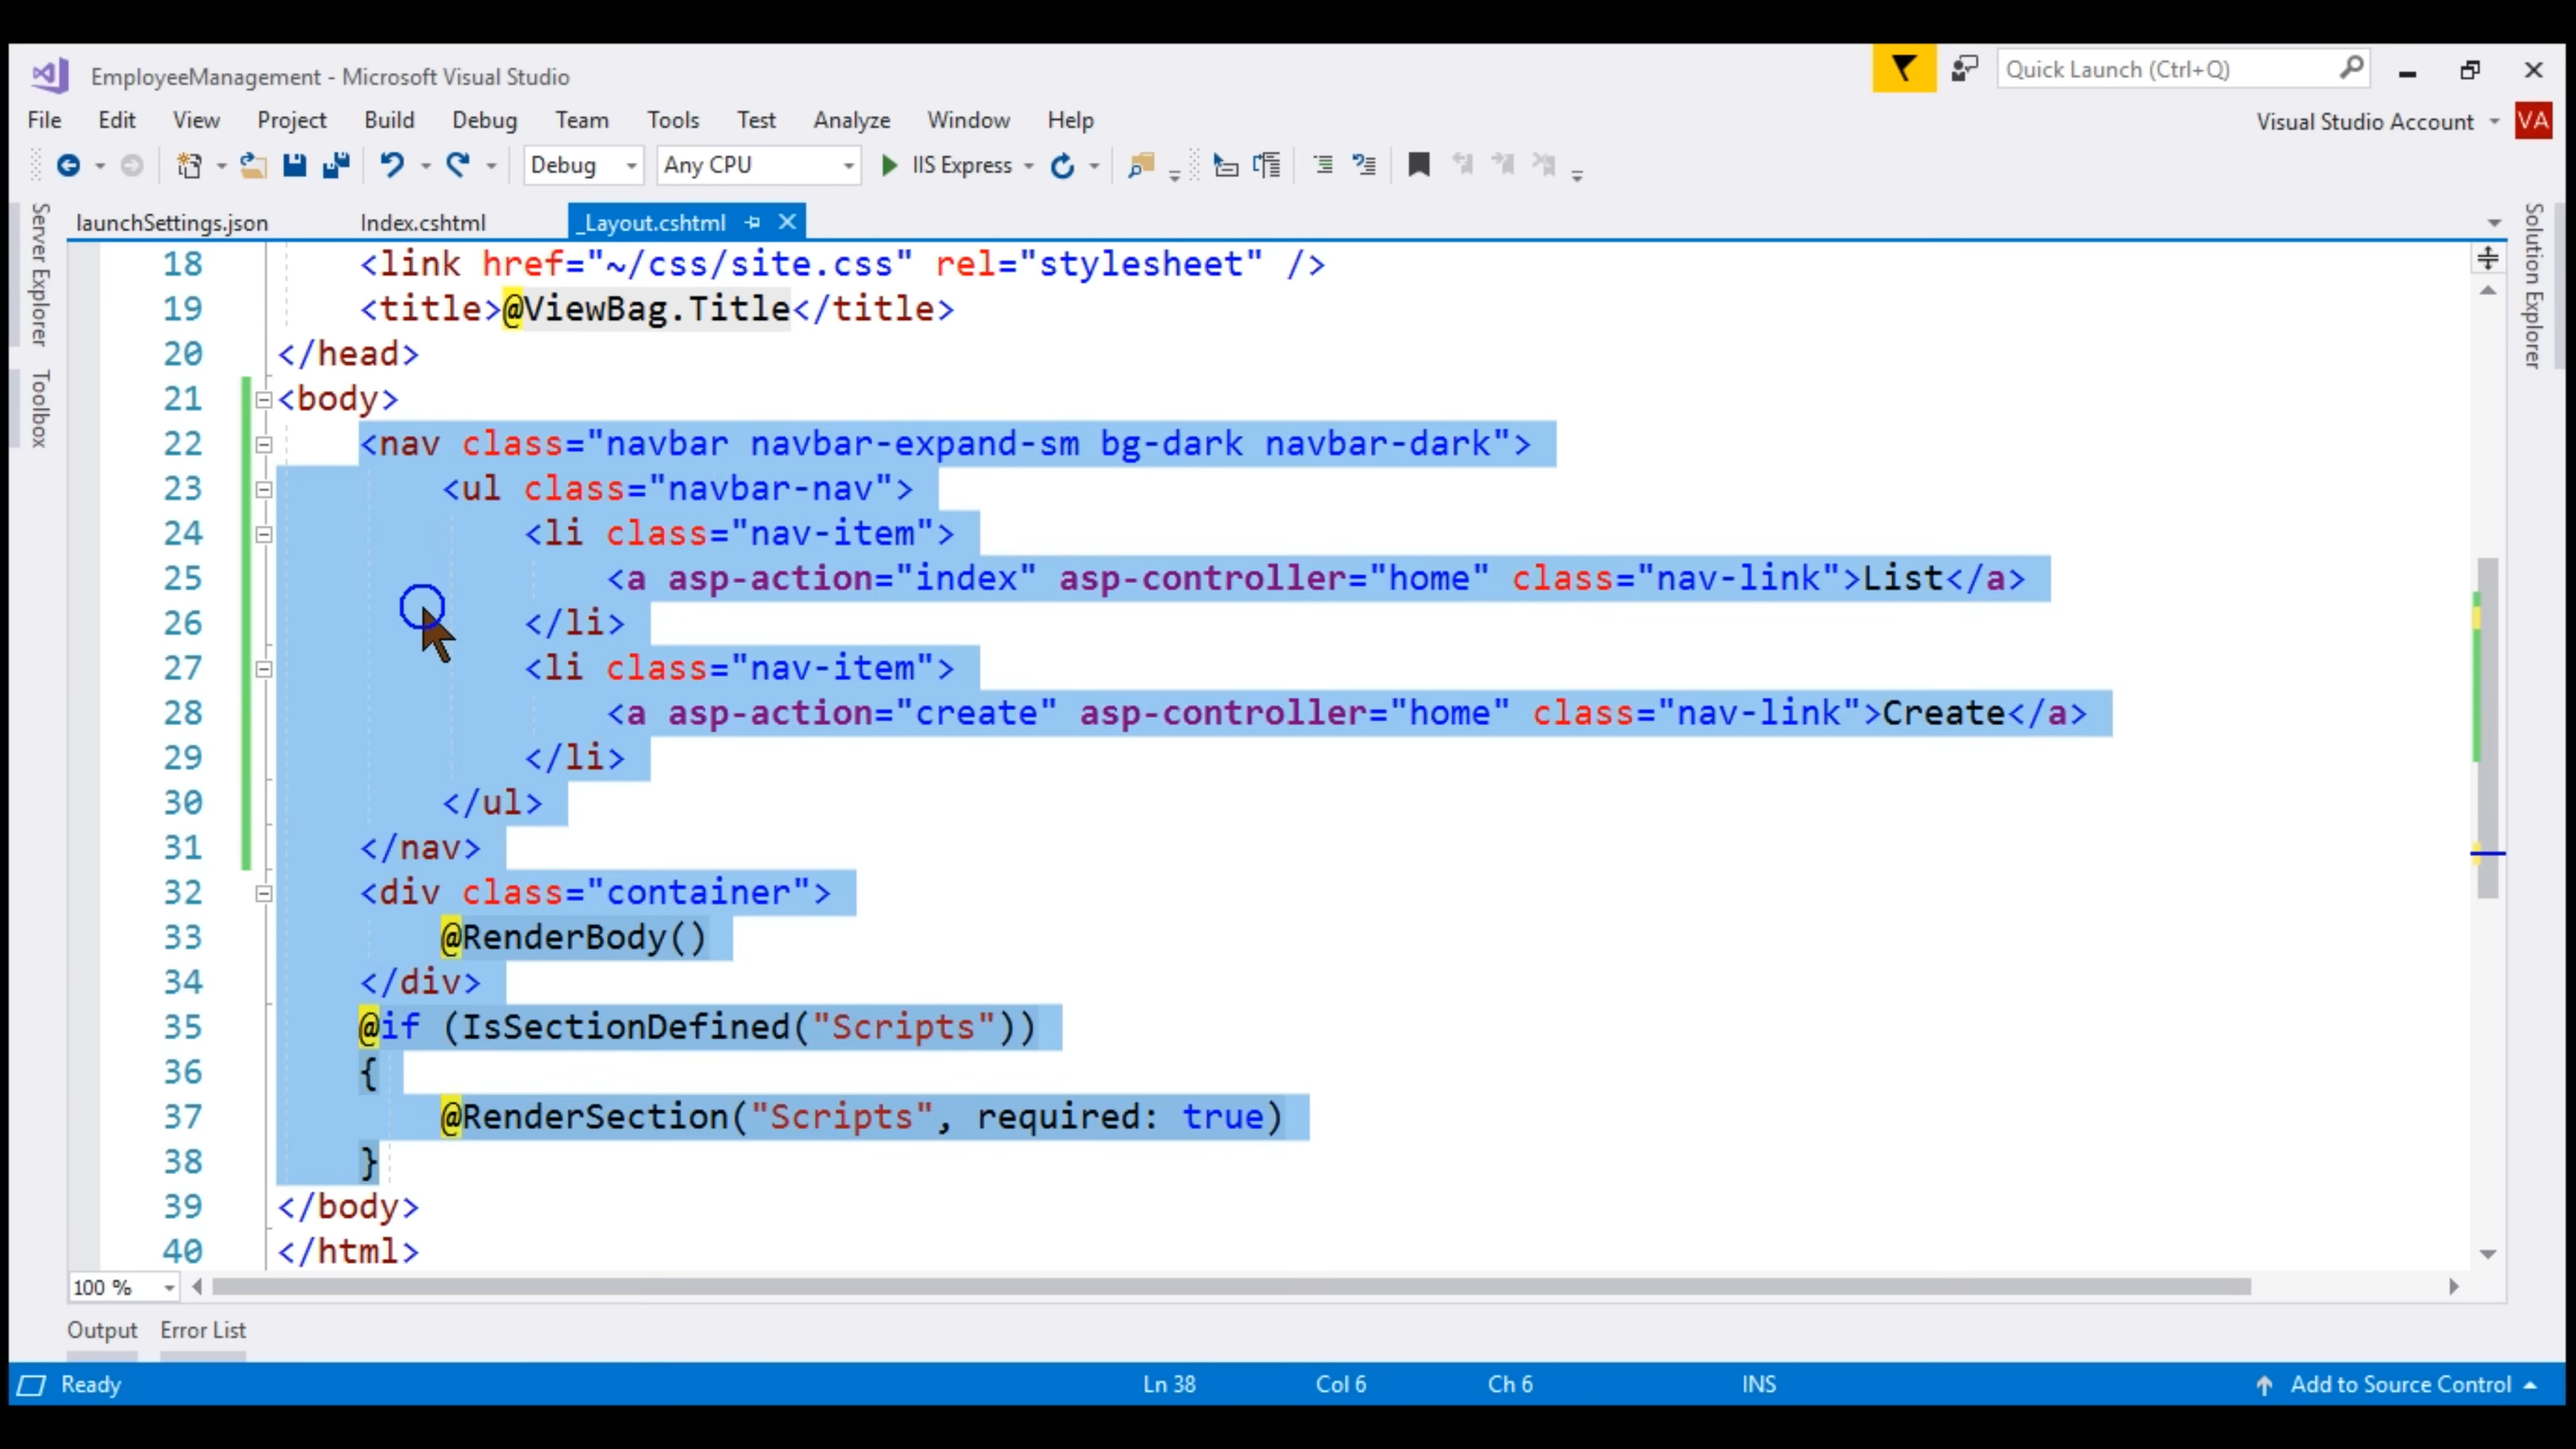 EmployeeManagement - Microsoft Visual Studio
Quick Launch (Ctrl+Q)
File Edit View Project Build Debug Team Tools Test Analyze Window Help
Visual Studio Account VA
Debug Any CPU IIS Express
Server Explorer
Toolbox
Solution Explorer
launchSettings.json Index.cshtml _Layout.cshtml
18 <link href="~/css/site.css" rel="stylesheet" />
19 <title>@ViewBag.Title</title>
20 </head>
21 <body>
22 <nav class="navbar navbar-expand-sm bg-dark navbar-dark">
23 <ul class="navbar-nav">
24 <li class="nav-item">
25 <a asp-action="index" asp-controller="home" class="nav-link">List</a>
26 </li>
27 <li class="nav-item">
28 <a asp-action="create" asp-controller="home" class="nav-link">Create</a>
29 </li>
30 </ul>
31 </nav>
32 <div class="container">
33 @RenderBody()
34 </div>
35 @if (IsSectionDefined("Scripts"))
36 {
37 @RenderSection("Scripts", required: true)
38 }
39 </body>
40 </html>
100 %
Output Error List
Ready Ln 38 Col 6 Ch 6 INS Add to Source Control